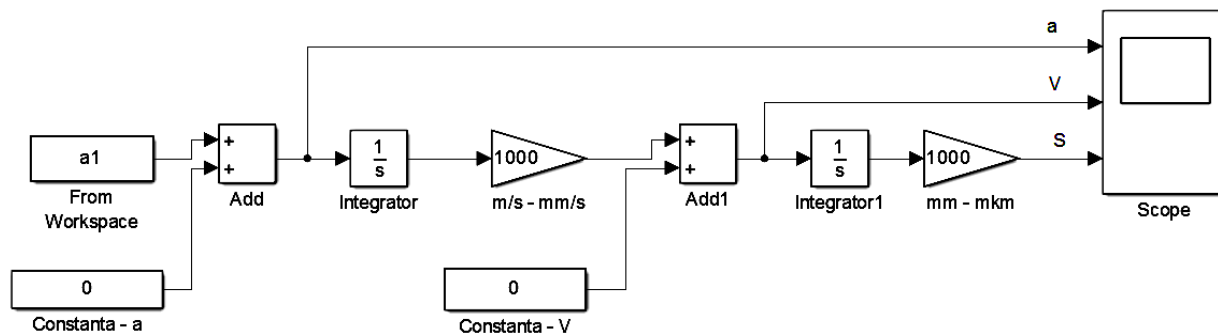 a
V
S
a1
From
Workspace
+
+
Add
1
s
Integrator
1000
m/s - mm/s
+
+
Add1
1
s
Integrator1
1000
mm - mkm
Scope
0
Constanta - a
0
Constanta - V